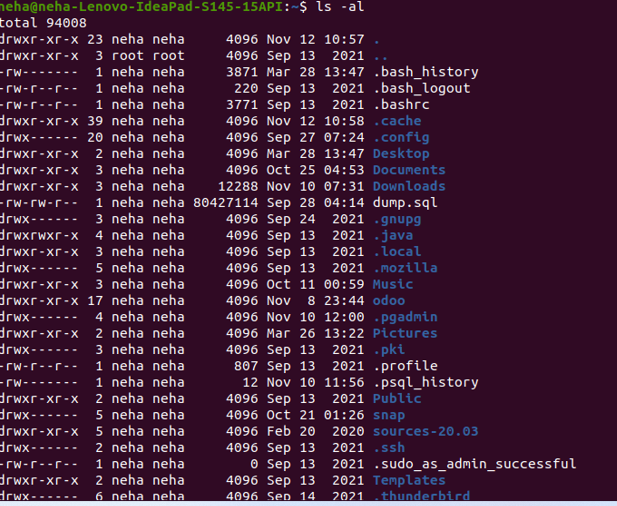 neha@neha-Lenovo-IdeaPad-S145-15API:~$ ls -al
total 94008
drwxr-xr-x 23 neha neha     4096 Nov 12 10:57 .
drwxr-xr-x  3 root root     4096 Sep 13  2021 ..
-rw-------  1 neha neha     3871 Mar 28 13:47 .bash_history
-rw-r--r--  1 neha neha      220 Sep 13  2021 .bash_logout
-rw-r--r--  1 neha neha     3771 Sep 13  2021 .bashrc
drwxr-xr-x 39 neha neha     4096 Nov 12 10:58 .cache
drwx------ 20 neha neha     4096 Sep 27 07:24 .config
drwxr-xr-x  2 neha neha     4096 Mar 28 13:47 Desktop
drwxr-xr-x  3 neha neha     4096 Oct 25 04:53 Documents
drwxr-xr-x  3 neha neha    12288 Nov 10 07:31 Downloads
-rw-rw-r--  1 neha neha 80427114 Sep 28 04:14 dump.sql
drwx------  3 neha neha     4096 Sep 24  2021 .gnupg
drwxrwxr-x  4 neha neha     4096 Sep 13  2021 .java
drwxr-xr-x  3 neha neha     4096 Sep 13  2021 .local
drwx------  5 neha neha     4096 Sep 13  2021 .mozilla
drwxr-xr-x  3 neha neha     4096 Oct 11 00:59 Music
drwxr-xr-x 17 neha neha     4096 Nov  8 23:44 odoo
drwx------  4 neha neha     4096 Nov 10 12:00 .pgadmin
drwxr-xr-x  2 neha neha     4096 Mar 26 13:22 Pictures
drwx------  3 neha neha     4096 Sep 13  2021 .pki
-rw-r--r--  1 neha neha      807 Sep 13  2021 .profile
-rw-------  1 neha neha       12 Nov 10 11:56 .psql_history
drwxr-xr-x  2 neha neha     4096 Sep 13  2021 Public
drwx------  5 neha neha     4096 Oct 21 01:26 snap
drwxr-xr-x  5 neha neha     4096 Feb 20  2020 sources-20.03
drwx------  2 neha neha     4096 Sep 13  2021 .ssh
-rw-r--r--  1 neha neha        0 Sep 13  2021 .sudo_as_admin_successful
drwxr-xr-x  2 neha neha     4096 Sep 13  2021 Templates
drwx------  6 neha neha     4096 Sep 14  2021 .thunderbird